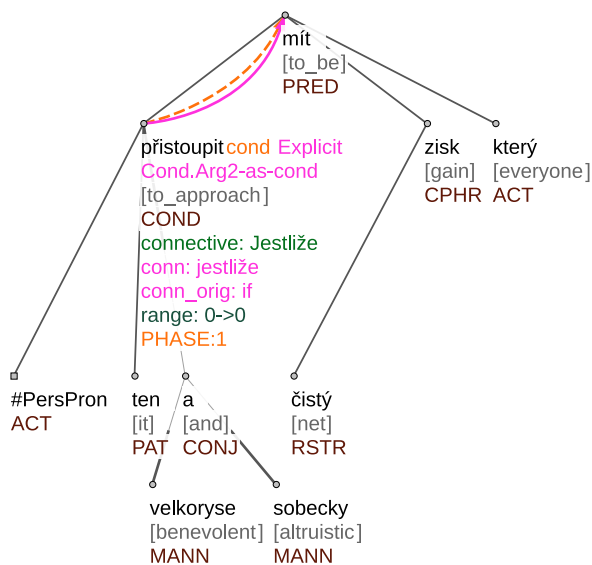 mít
[to_be]
PRED
přistoupit cond Explicit
Cond.Arg2-as-cond
[to_approach]
COND
connective: Jestliže
conn: jestliže
conn_orig: if
range: 0->0
PHASE:1
zisk
[gain]
CPHR
který
[everyone]
ACT
#PersPron
ACT
ten
[it]
PAT
a
[and]
CONJ
čistý
[net]
RSTR
velkoryse
[benevolent]
MANN
sobecky
[altruistic]
MANN